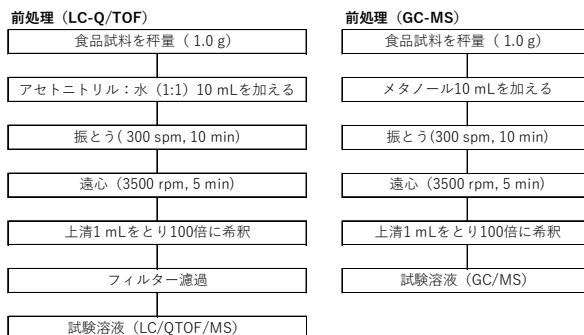 前処理（LC-Q/TOF）
食品試料を秤量（ 1.0 g）
アセトニトリル：水（1:1）10 mLを加える
振とう( 300 spm, 10 min)
遠心（3500 rpm, 5 min)
上清1 mLをとり100倍に希釈
フィルター濾過
試験溶液（LC/QTOF/MS）
前処理（GC-MS）
食品試料を秤量（ 1.0 g）
メタノール10 mLを加える
振とう(300 spm, 10 min)
遠心（3500 rpm, 5 min)
上清1 mLをとり100倍に希釈
試験溶液（GC/MS）